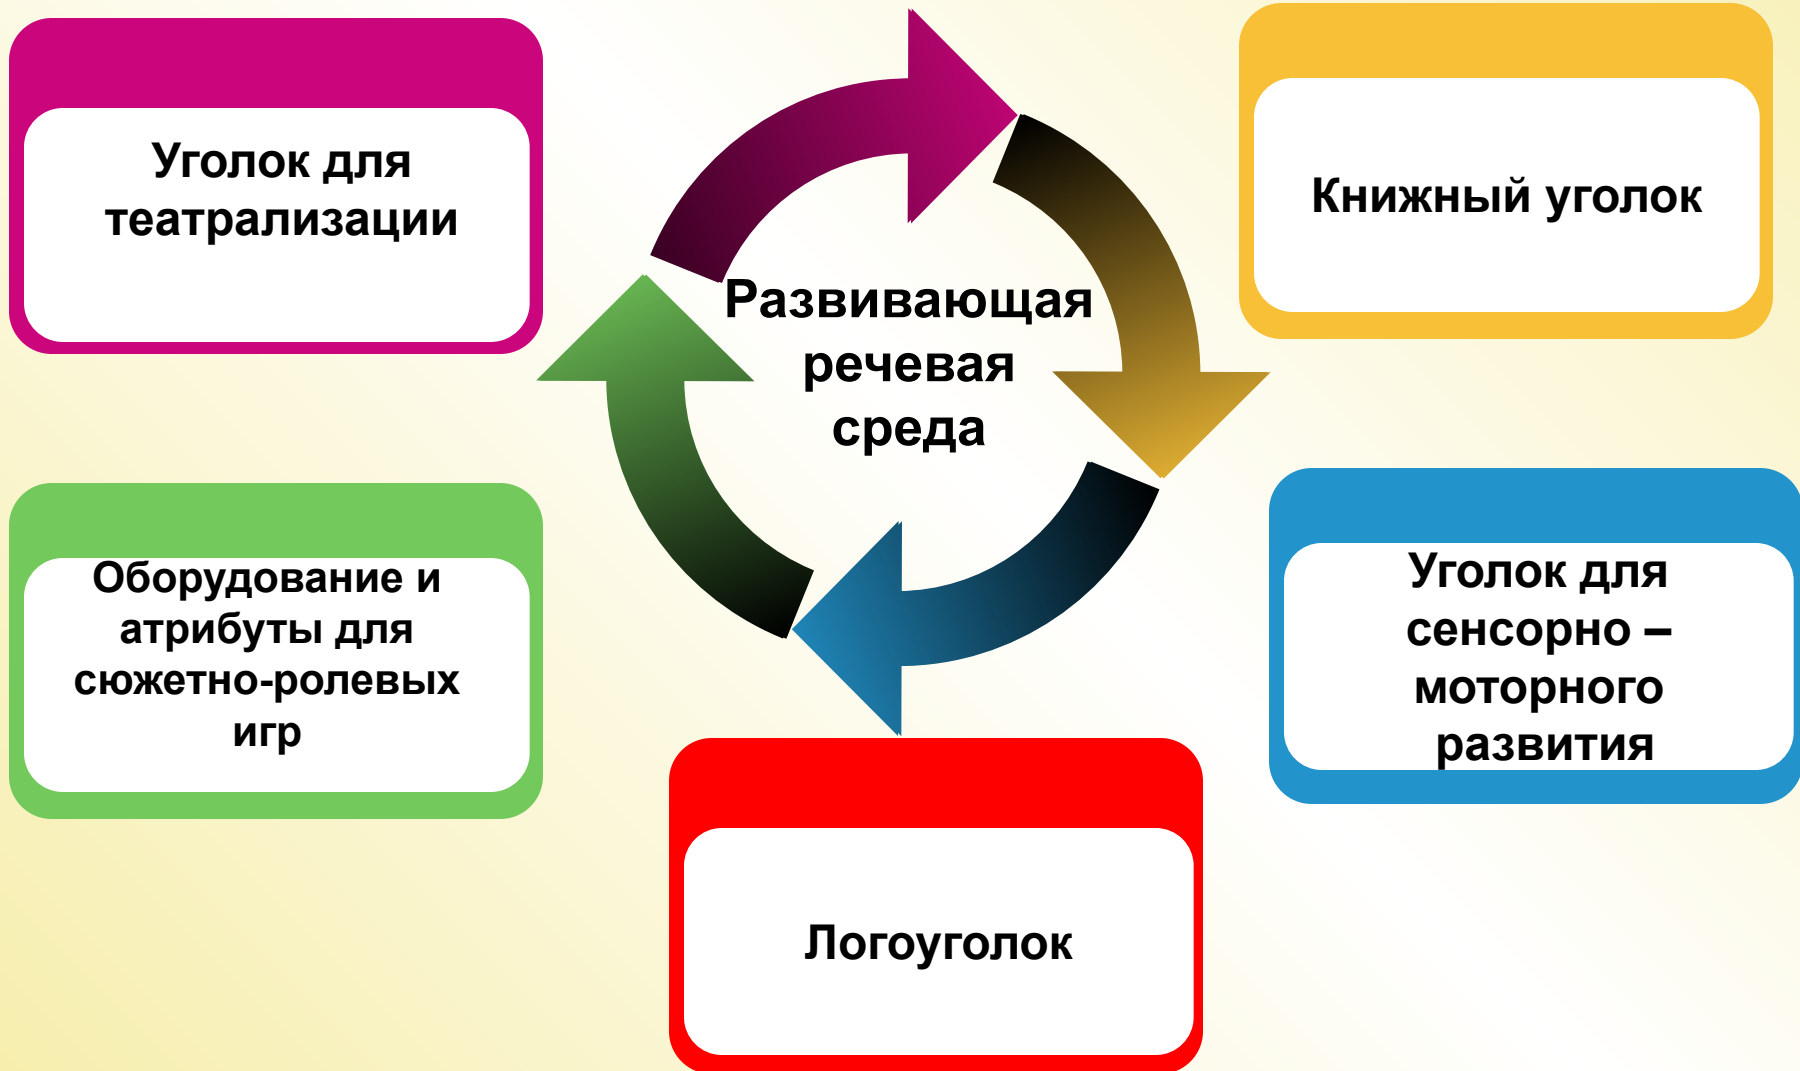 Уголок для
театрализации
Книжный уголок
Развивающая
речевая
среда
Оборудование и
атрибуты для
сюжетно-ролевых
игр
Уголок для
сенсорно –
моторного
развития
Логоуголок